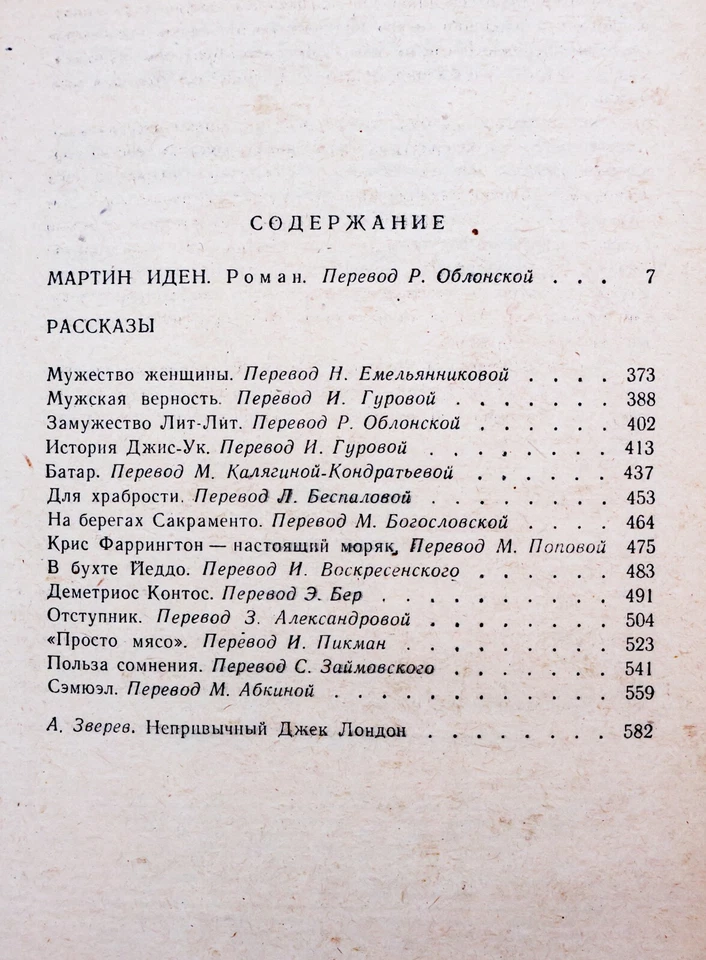 СОДЕРЖАНИЕ
МАРТИН ИДЕН. Роман. Перевод Р. Облонской . . . 7
РАССКАЗЫ
Мужество женщины. Перевод Н. Емельянниковой . . . . 373
Мужская верность. Перевод И. Гуровой . . . . . . . 388
Замужество Лит-Лит. Перевод Р. Облонской . . . . . . 402
История Джис-Ук. Перевод И. Гуровой . . . . . . . . 413
Батар. Перевод М. Калягиной-Кондратьевой . . . . . . 437
Для храбрости. Перевод Л. Беспаловой . . . . . . . . 453
На берегах Сакраменто. Перевод М. Богословской . . . . 464
Крис Фаррингтон — настоящий моряк. Перевод М. Поповой 475
В бухте Йеддо. Перевод И. Воскресенского . . . . . . 483
Деметриос Контос. Перевод Э. Бер . . . . . . . . . . 491
Отступник. Перевод З. Александровой . . . . . . . . 504
«Просто мясо». Перевод И. Пикман . . . . . . . . . 523
Польза сомнения. Перевод С. Займовского . . . . . . . 541
Сэмюэл. Перевод М. Абкиной . . . . . . . . . . . . 559
А. Зверев. Непривычный Джек Лондон . . . . . . . . 582